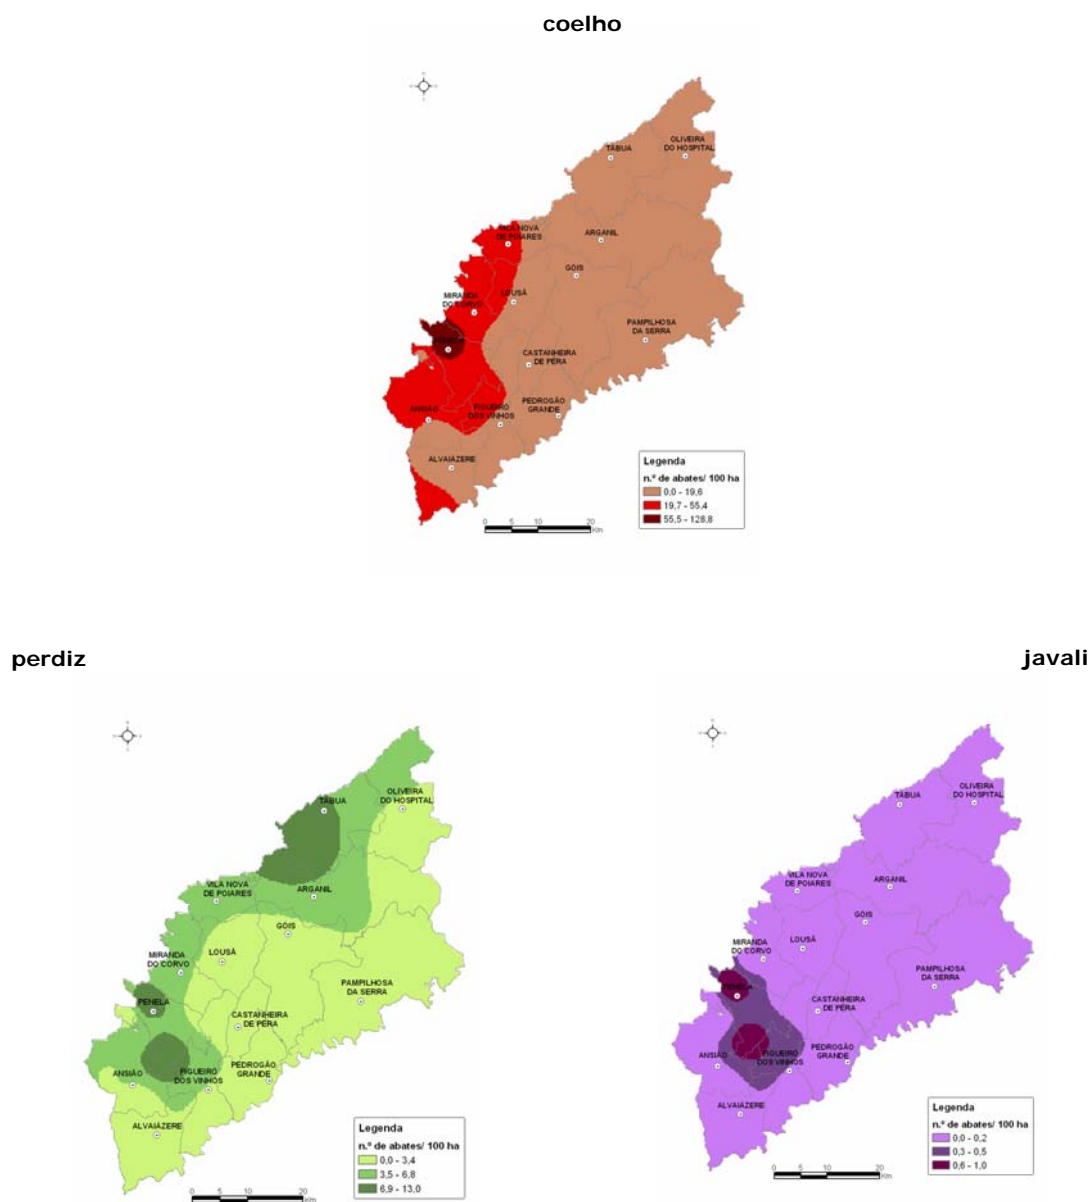 coelho
OLIVEIRA
DO HOSPITAL
TÁBUA
VILA NOVA
DE POIARES
ARGANIL
GÓIS
MIRANDA
DO CORVO
LOUSÃ
PAMPILHOSA
DA SERRA
CASTANHEIRA
DE PÊRA
ANSIÃO
FIGUEIRÓ
DOS VINHOS
PEDROGÃO
GRANDE
ALVAIÁZERE
Legenda
n.º de abates/ 100 ha
0,0 - 19,6
19,7 - 55,4
55,5 - 128,8
0 5 10 20
Km
perdiz
javali
OLIVEIRA
DO HOSPITAL
TÁBUA
VILA NOVA
DE POIARES
ARGANIL
GÓIS
MIRANDA
DO CORVO
LOUSÃ
PAMPILHOSA
DA SERRA
PENELA
CASTANHEIRA
DE PÊRA
ANSIÃO
FIGUEIRÓ
DOS VINHOS
PEDROGÃO
GRANDE
ALVAIÁZERE
Legenda
n.º de abates/ 100 ha
0,0 - 3,4
3,5 - 6,8
6,9 - 13,0
0 5 10 20
Km
TÁBUA
OLIVEIRA
DO HOSPITAL
VILA NOVA
DE POIARES
ARGANIL
GÓIS
MIRANDA
DO CORVO
LOUSÃ
PAMPILHOSA
DA SERRA
PENELA
CASTANHEIRA
DE PÊRA
ANSIÃO
FIGUEIRÓ
DOS VINHOS
PEDROGÃO
GRANDE
ALVAIÁZERE
Legenda
n.º de abates/ 100 ha
0,0 - 0,2
0,3 - 0,5
0,6 - 1,0
0 5 10 20
Km